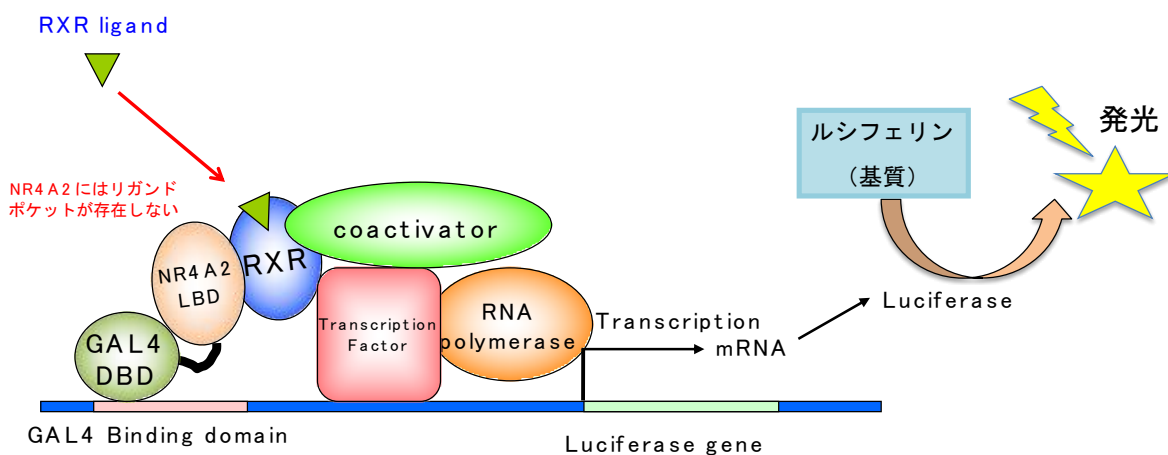 RXR ligand
NR4A2にはリガンド
ポケットが存在しない
coactivator
RXR
NR4A2
LBD
GAL4
DBD
Transcription
Factor
RNA
polymerase
Transcription
mRNA
ルシフェリン
（基質）
発光
Luciferase
GAL4 Binding domain
Luciferase gene